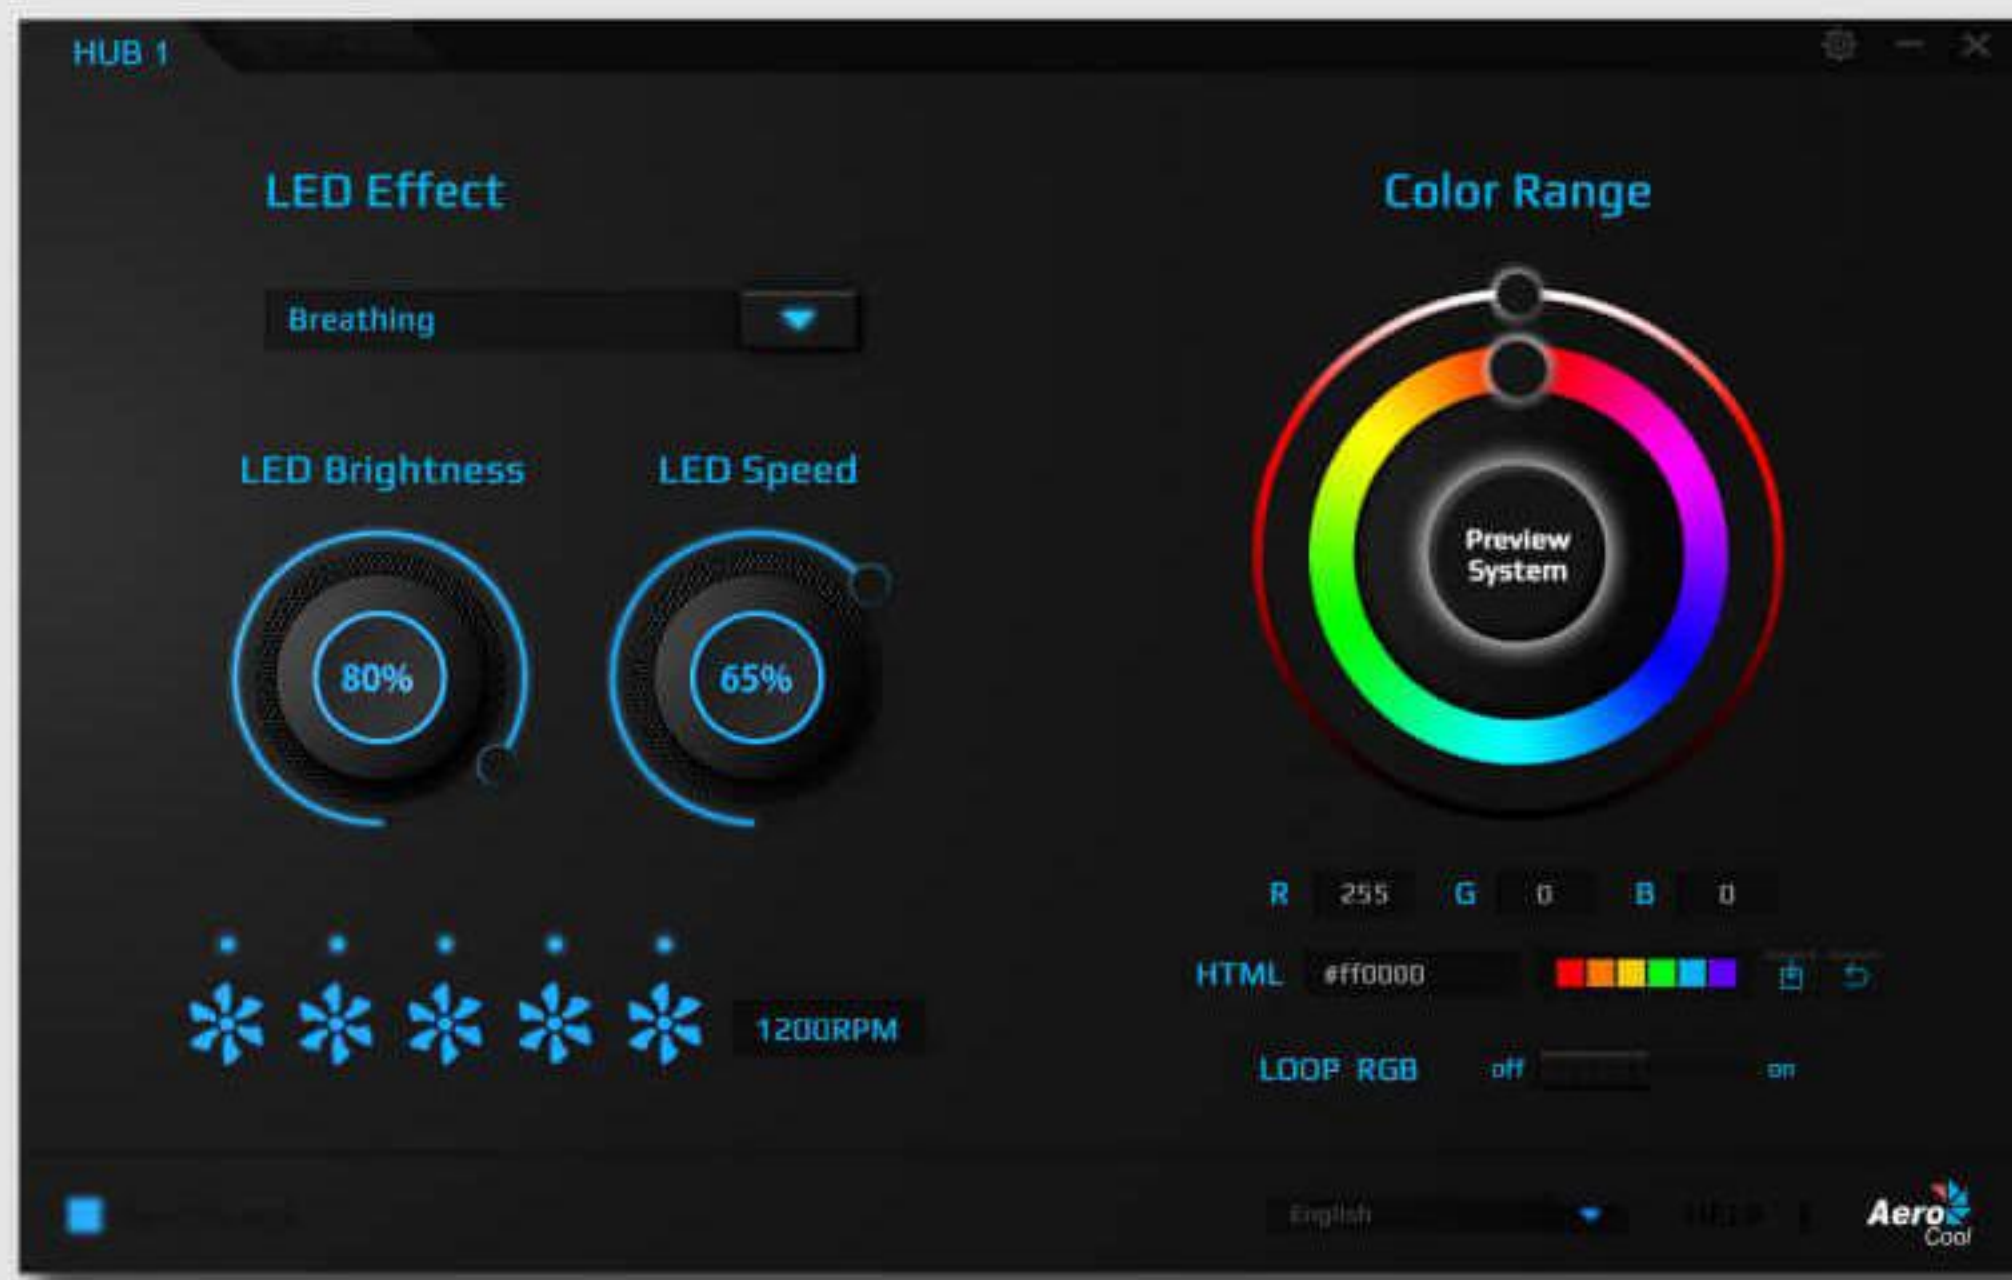 HUB 1
LED Effect
Color Range
Breathing
LED Brightness
LED Speed
Preview
System
80%
65%
R 255 G 0 B 0
HTML #ff0000
1200RPM
LOOP RGB off on
English
Aero
Cool